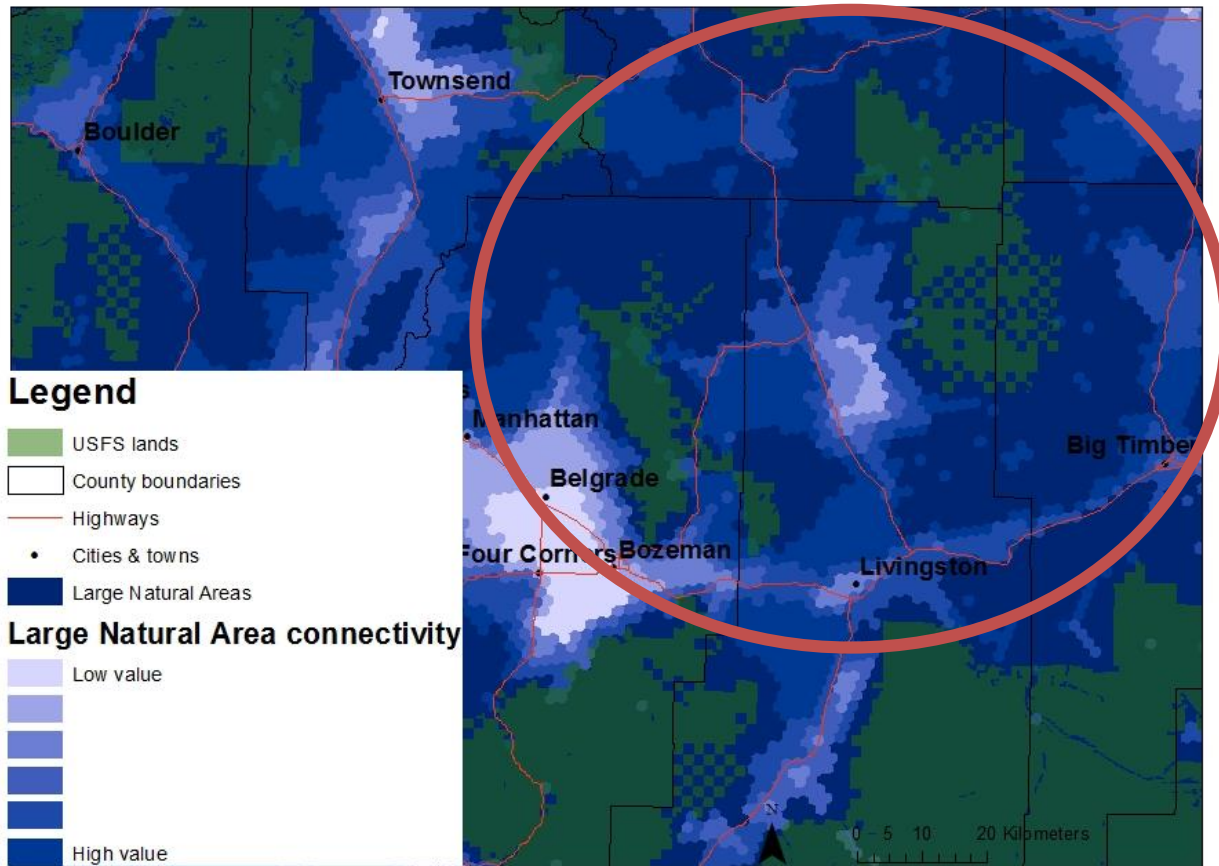 Townsend
Boulder
Manhattan
Belgrade
Big Timber
Four Corners
Bozeman
Livingston
Legend
USFS lands
County boundaries
Highways
Cities & towns
Large Natural Areas
Large Natural Area connectivity
Low value
High value
N
0 5 10 20 Kilometers